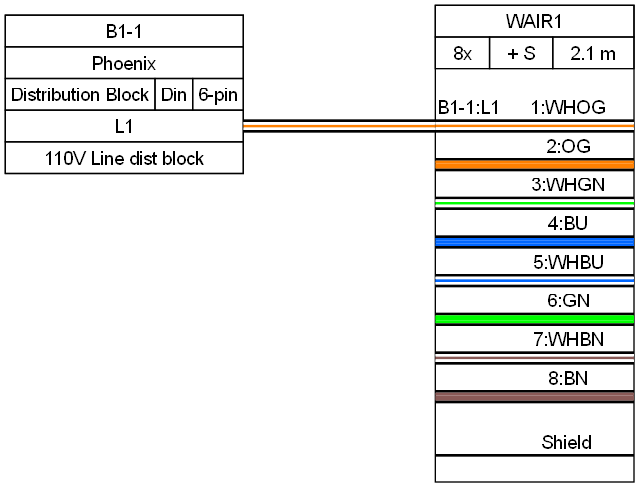 B1-1
Phoenix
Distribution Block Din 6-pin
L1
110V Line dist block
WAIR1
8x + S 2.1 m
B1-1:L1 1:WHOG
2:OG
3:WHGN
4:BU
5:WHBU
6:GN
7:WHBN
8:BN
Shield